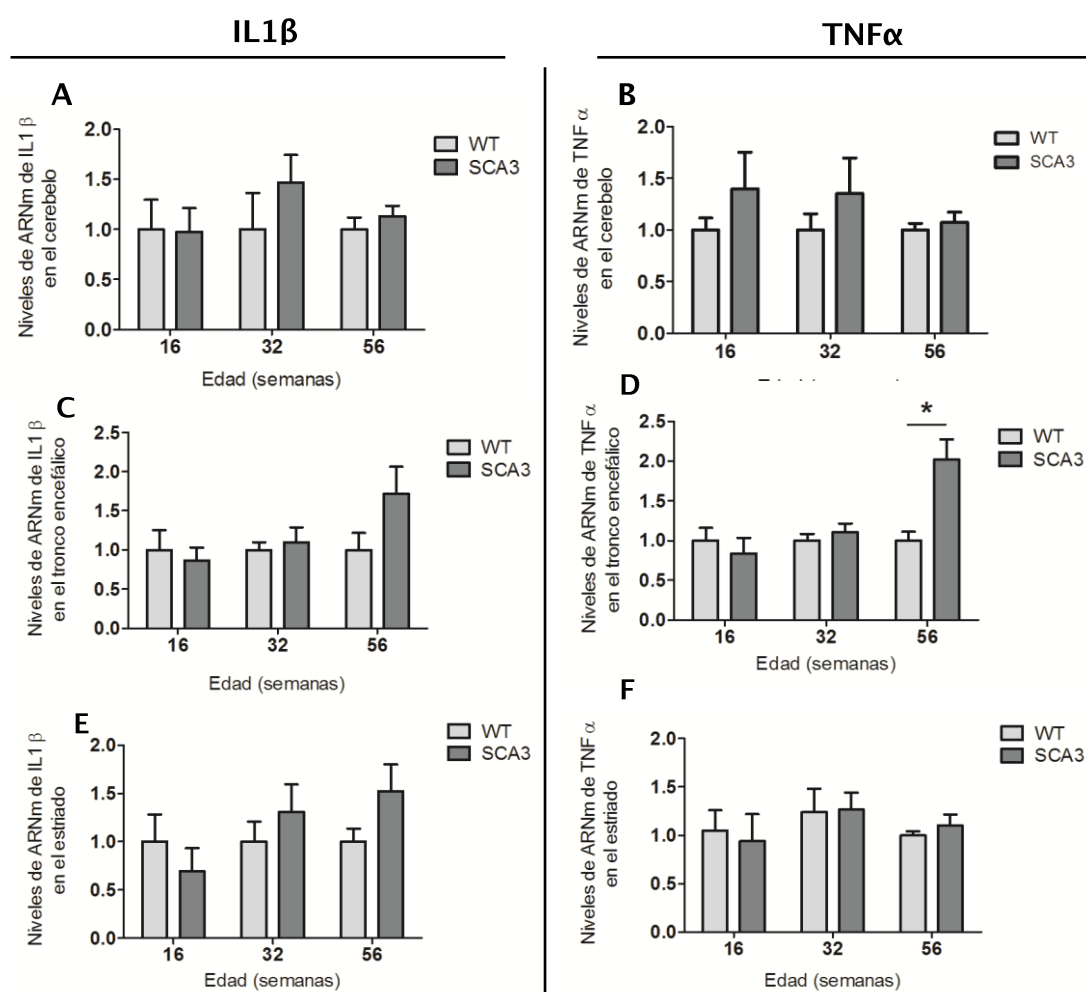 IL1β
TNFα
A
Niveles de ARNm de IL1 β
en el cerebelo
2.0
1.5
1.0
0.5
0.0
WT
SCA3
16 32 56
Edad (semanas)
B
Niveles de ARNm de TNF α
en el cerebelo
2.0
1.5
1.0
0.5
0.0
WT
SCA3
16 32 56
C
Niveles de ARNm de IL1 β
en el tronco encefálico
2.5
2.0
1.5
1.0
0.5
0.0
WT
SCA3
16 32 56
Edad (semanas)
D
Niveles de ARNm de TNF α
en el tronco encefálico
2.5
2.0
1.5
1.0
0.5
0.0
*
WT
SCA3
16 32 56
Edad (semanas)
E
Niveles de ARNm de IL1 β
en el estriado
2.0
1.5
1.0
0.5
0.0
WT
SCA3
16 32 56
Edad (semanas)
F
Niveles de ARNm de TNF α
en el estriado
2.0
1.5
1.0
0.5
0.0
WT
SCA3
16 32 56
Edad (semanas)